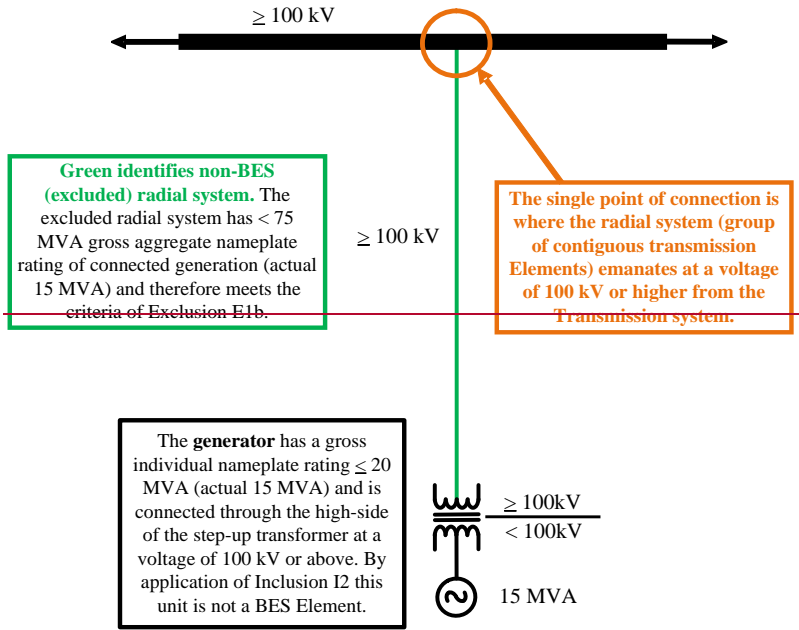 ≥ 100 kV
Green identifies non-BES
(excluded) radial system. The
excluded radial system has < 75
MVA gross aggregate nameplate
rating of connected generation (actual
15 MVA) and therefore meets the
criteria of Exclusion E1b.
≥ 100 kV
The single point of connection is
where the radial system (group
of contiguous transmission
Elements) emanates at a voltage
of 100 kV or higher from the
Transmission system.
The generator has a gross
individual nameplate rating ≤ 20
MVA (actual 15 MVA) and is
connected through the high-side
of the step-up transformer at a
voltage of 100 kV or above. By
application of Inclusion I2 this
unit is not a BES Element.
≥ 100kV
< 100kV
15 MVA